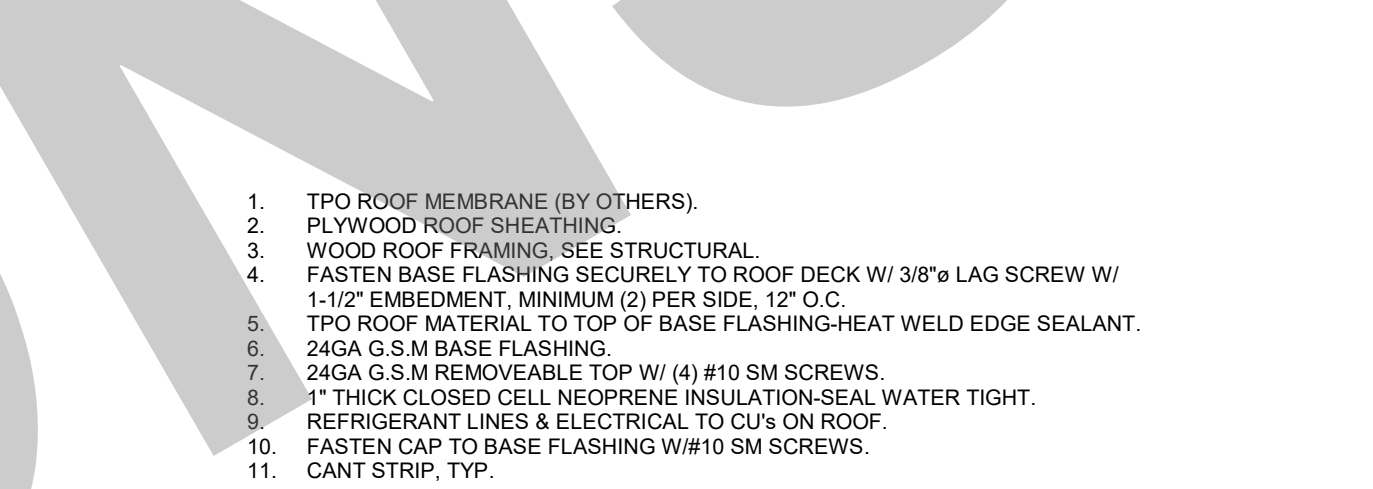 1. TPO ROOF MEMBRANE (BY OTHERS).
2. PLYWOOD ROOF SHEATHING.
3. WOOD ROOF FRAMING, SEE STRUCTURAL.
4. FASTEN BASE FLASHING SECURELY TO ROOF DECK W/ 3/8"ø LAG SCREW W/
1-1/2" EMBEDMENT, MINIMUM (2) PER SIDE, 12" O.C.
5. TPO ROOF MATERIAL TO TOP OF BASE FLASHING-HEAT WELD EDGE SEALANT.
6. 24GA G.S.M BASE FLASHING.
7. 24GA G.S.M REMOVEABLE TOP W/ (4) #10 SM SCREWS.
8. 1" THICK CLOSED CELL NEOPRENE INSULATION-SEAL WATER TIGHT.
9. REFRIGERANT LINES & ELECTRICAL TO CU's ON ROOF.
10. FASTEN CAP TO BASE FLASHING W/#10 SM SCREWS.
11. CANT STRIP, TYP.